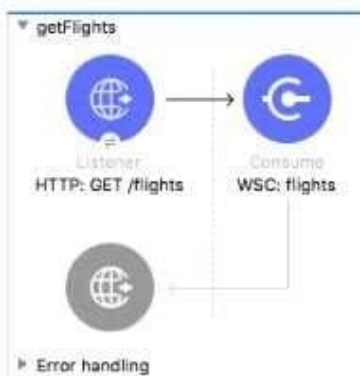 getFlights
Listener
Consume
HTTP: GET /flights
WSC: flights
Error handling